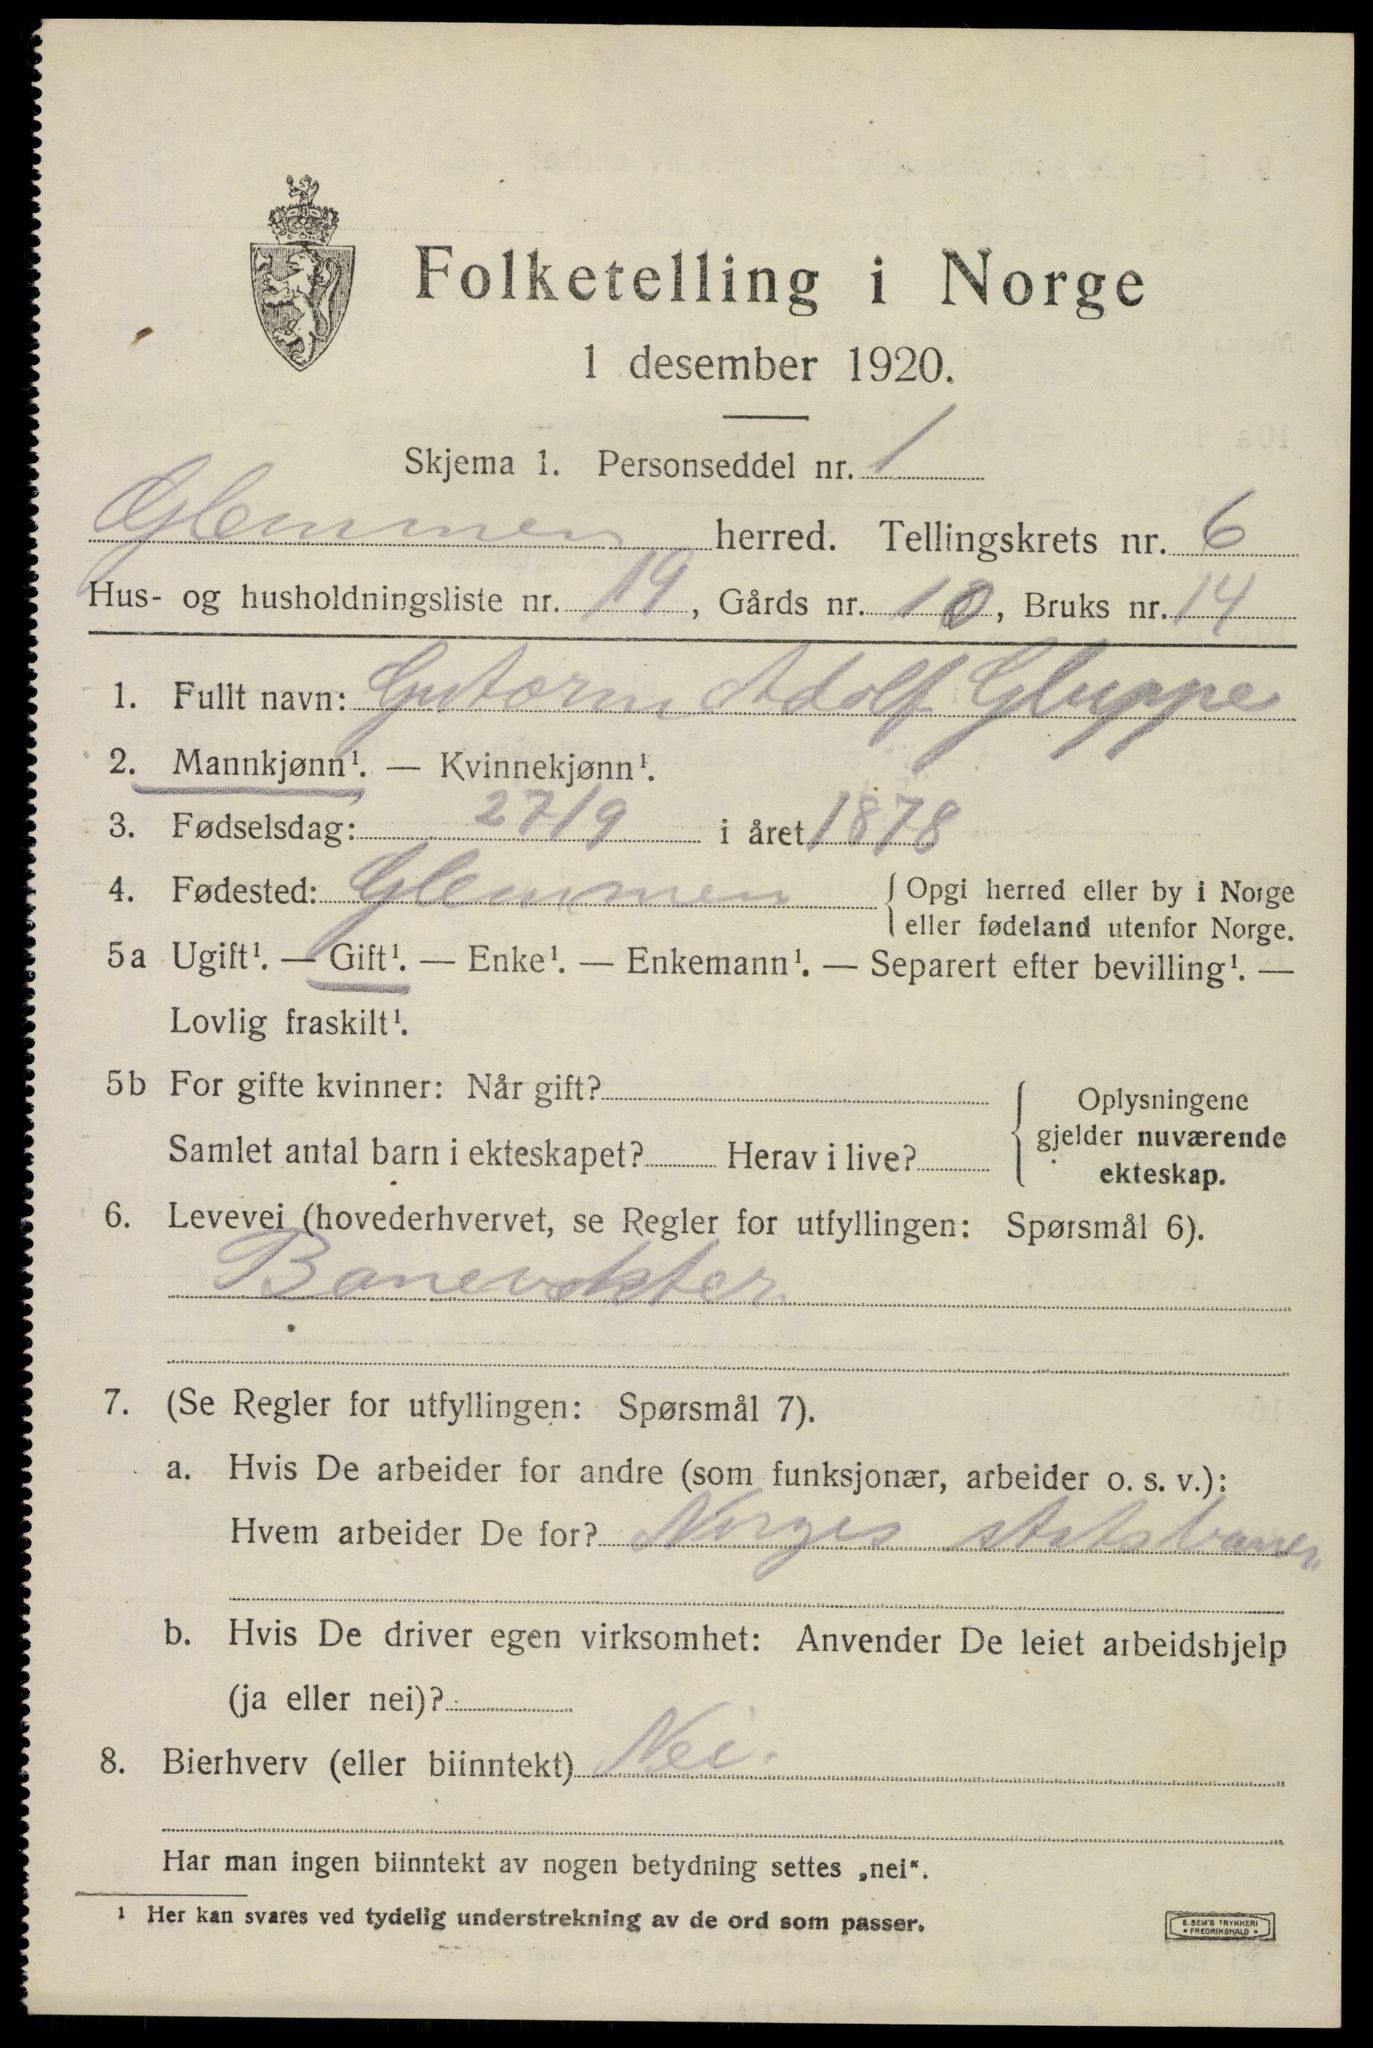 Folketelling i Norge
1 desember 1920.
Skjema 1. Personseddel nr. 1
Glemmen herred. Tellingskrets nr. 6
Hus- og husholdningsliste nr. 19, Gårds nr. 10, Bruks nr. 14
1. Fullt navn: Gutorm Adolf Gluppe
2. Mannkjønn¹. — Kvinnekjønn¹.
3. Fødselsdag: 27/9 i året 1878
4. Fødested: Glemmen { Opgi herred eller by i Norge
eller fødeland utenfor Norge.
5a Ugift¹. — Gift¹. — Enke¹. — Enkemann¹. — Separert efter bevilling¹. —
Lovlig fraskilt¹.
5b For gifte kvinner: Når gift?
Samlet antal barn i ekteskapet? Herav i live?
Oplysningene
gjelder nuværende
ekteskap.
6. Levevei (hovederhvervet, se Regler for utfyllingen: Spørsmål 6).
Banevokter
7. (Se Regler for utfyllingen: Spørsmål 7).
a. Hvis De arbeider for andre (som funksjonær, arbeider o. s. v.):
Hvem arbeider De for? Norges statsbaner
b. Hvis De driver egen virksomhet: Anvender De leiet arbeidshjelp
(ja eller nei)?
8. Bierhverv (eller biinntekt) Nei.
Har man ingen biinntekt av nogen betydning settes „nei“.
¹ Her kan svares ved tydelig understrekning av de ord som passer.
E. SEM'S TRYKKERI
• FREDRIKSHALD •